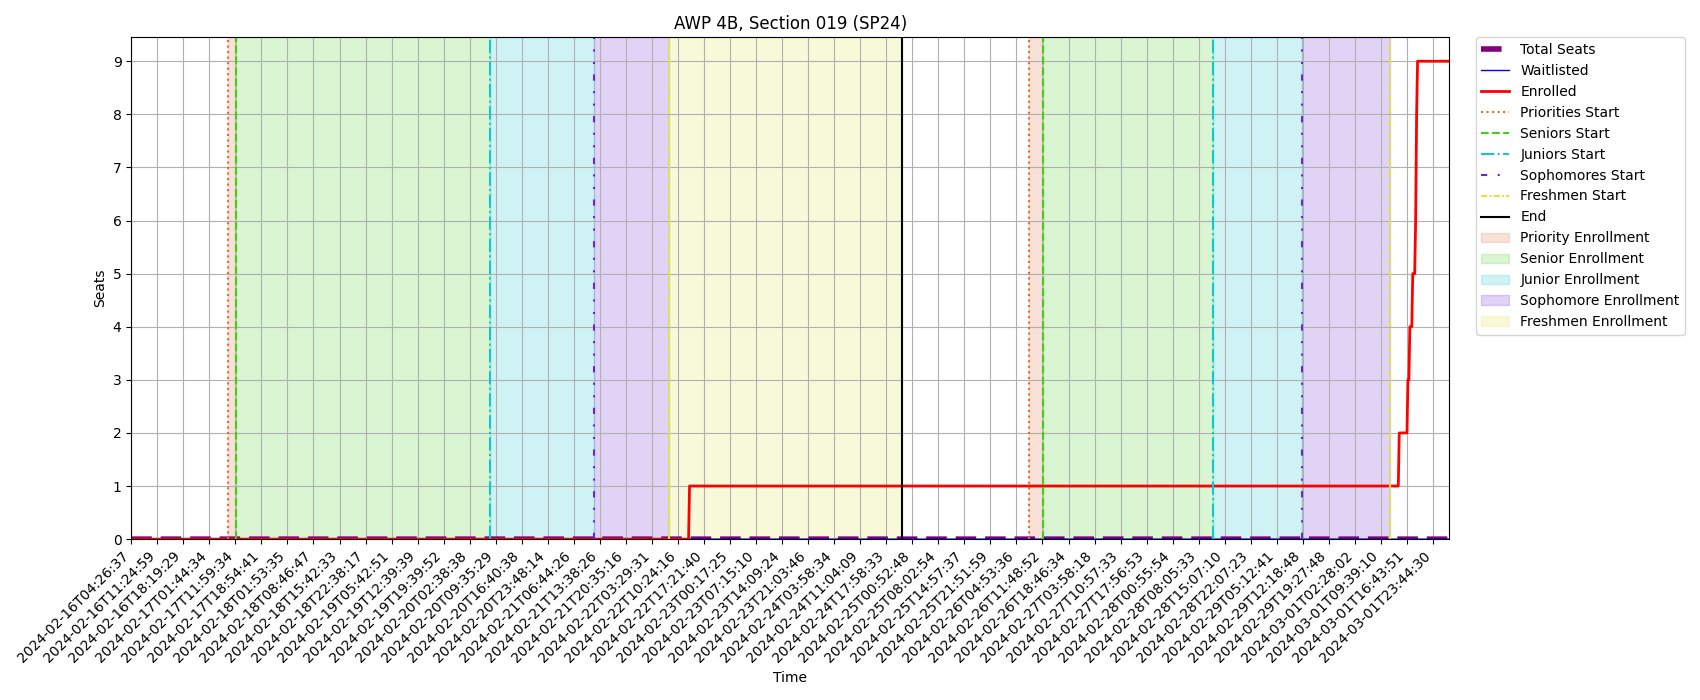 AWP 4B, Section 019 (SP24)
Seats
9
8
7
6
5
4
3
2
1
0
2024-02-16T04:26:37
2024-02-16T11:24:59
2024-02-16T18:19:29
2024-02-17T01:44:34
2024-02-17T11:59:34
2024-02-17T18:54:41
2024-02-18T01:53:35
2024-02-18T08:46:47
2024-02-18T15:42:33
2024-02-18T22:38:17
2024-02-19T05:42:51
2024-02-19T12:39:39
2024-02-19T19:39:52
2024-02-20T02:38:38
2024-02-20T09:35:29
2024-02-20T16:40:38
2024-02-20T23:48:14
2024-02-21T06:44:26
2024-02-21T13:38:26
2024-02-21T20:35:16
2024-02-22T03:29:31
2024-02-22T10:24:16
2024-02-22T17:21:40
2024-02-23T00:17:25
2024-02-23T07:15:10
2024-02-23T14:09:24
2024-02-23T21:03:46
2024-02-24T03:58:34
2024-02-24T11:04:09
2024-02-24T17:58:33
2024-02-25T00:52:48
2024-02-25T08:02:54
2024-02-25T14:57:37
2024-02-25T21:51:59
2024-02-26T04:53:36
2024-02-26T11:48:52
2024-02-26T18:46:34
2024-02-27T03:58:18
2024-02-27T10:57:33
2024-02-27T17:56:53
2024-02-28T00:55:54
2024-02-28T08:05:33
2024-02-28T15:07:10
2024-02-28T22:07:23
2024-02-29T05:12:41
2024-02-29T12:18:48
2024-02-29T19:27:48
2024-03-01T02:28:02
2024-03-01T09:39:10
2024-03-01T16:43:51
2024-03-01T23:44:30
Time
Total Seats
Waitlisted
Enrolled
Priorities Start
Seniors Start
Juniors Start
Sophomores Start
Freshmen Start
End
Priority Enrollment
Senior Enrollment
Junior Enrollment
Sophomore Enrollment
Freshmen Enrollment